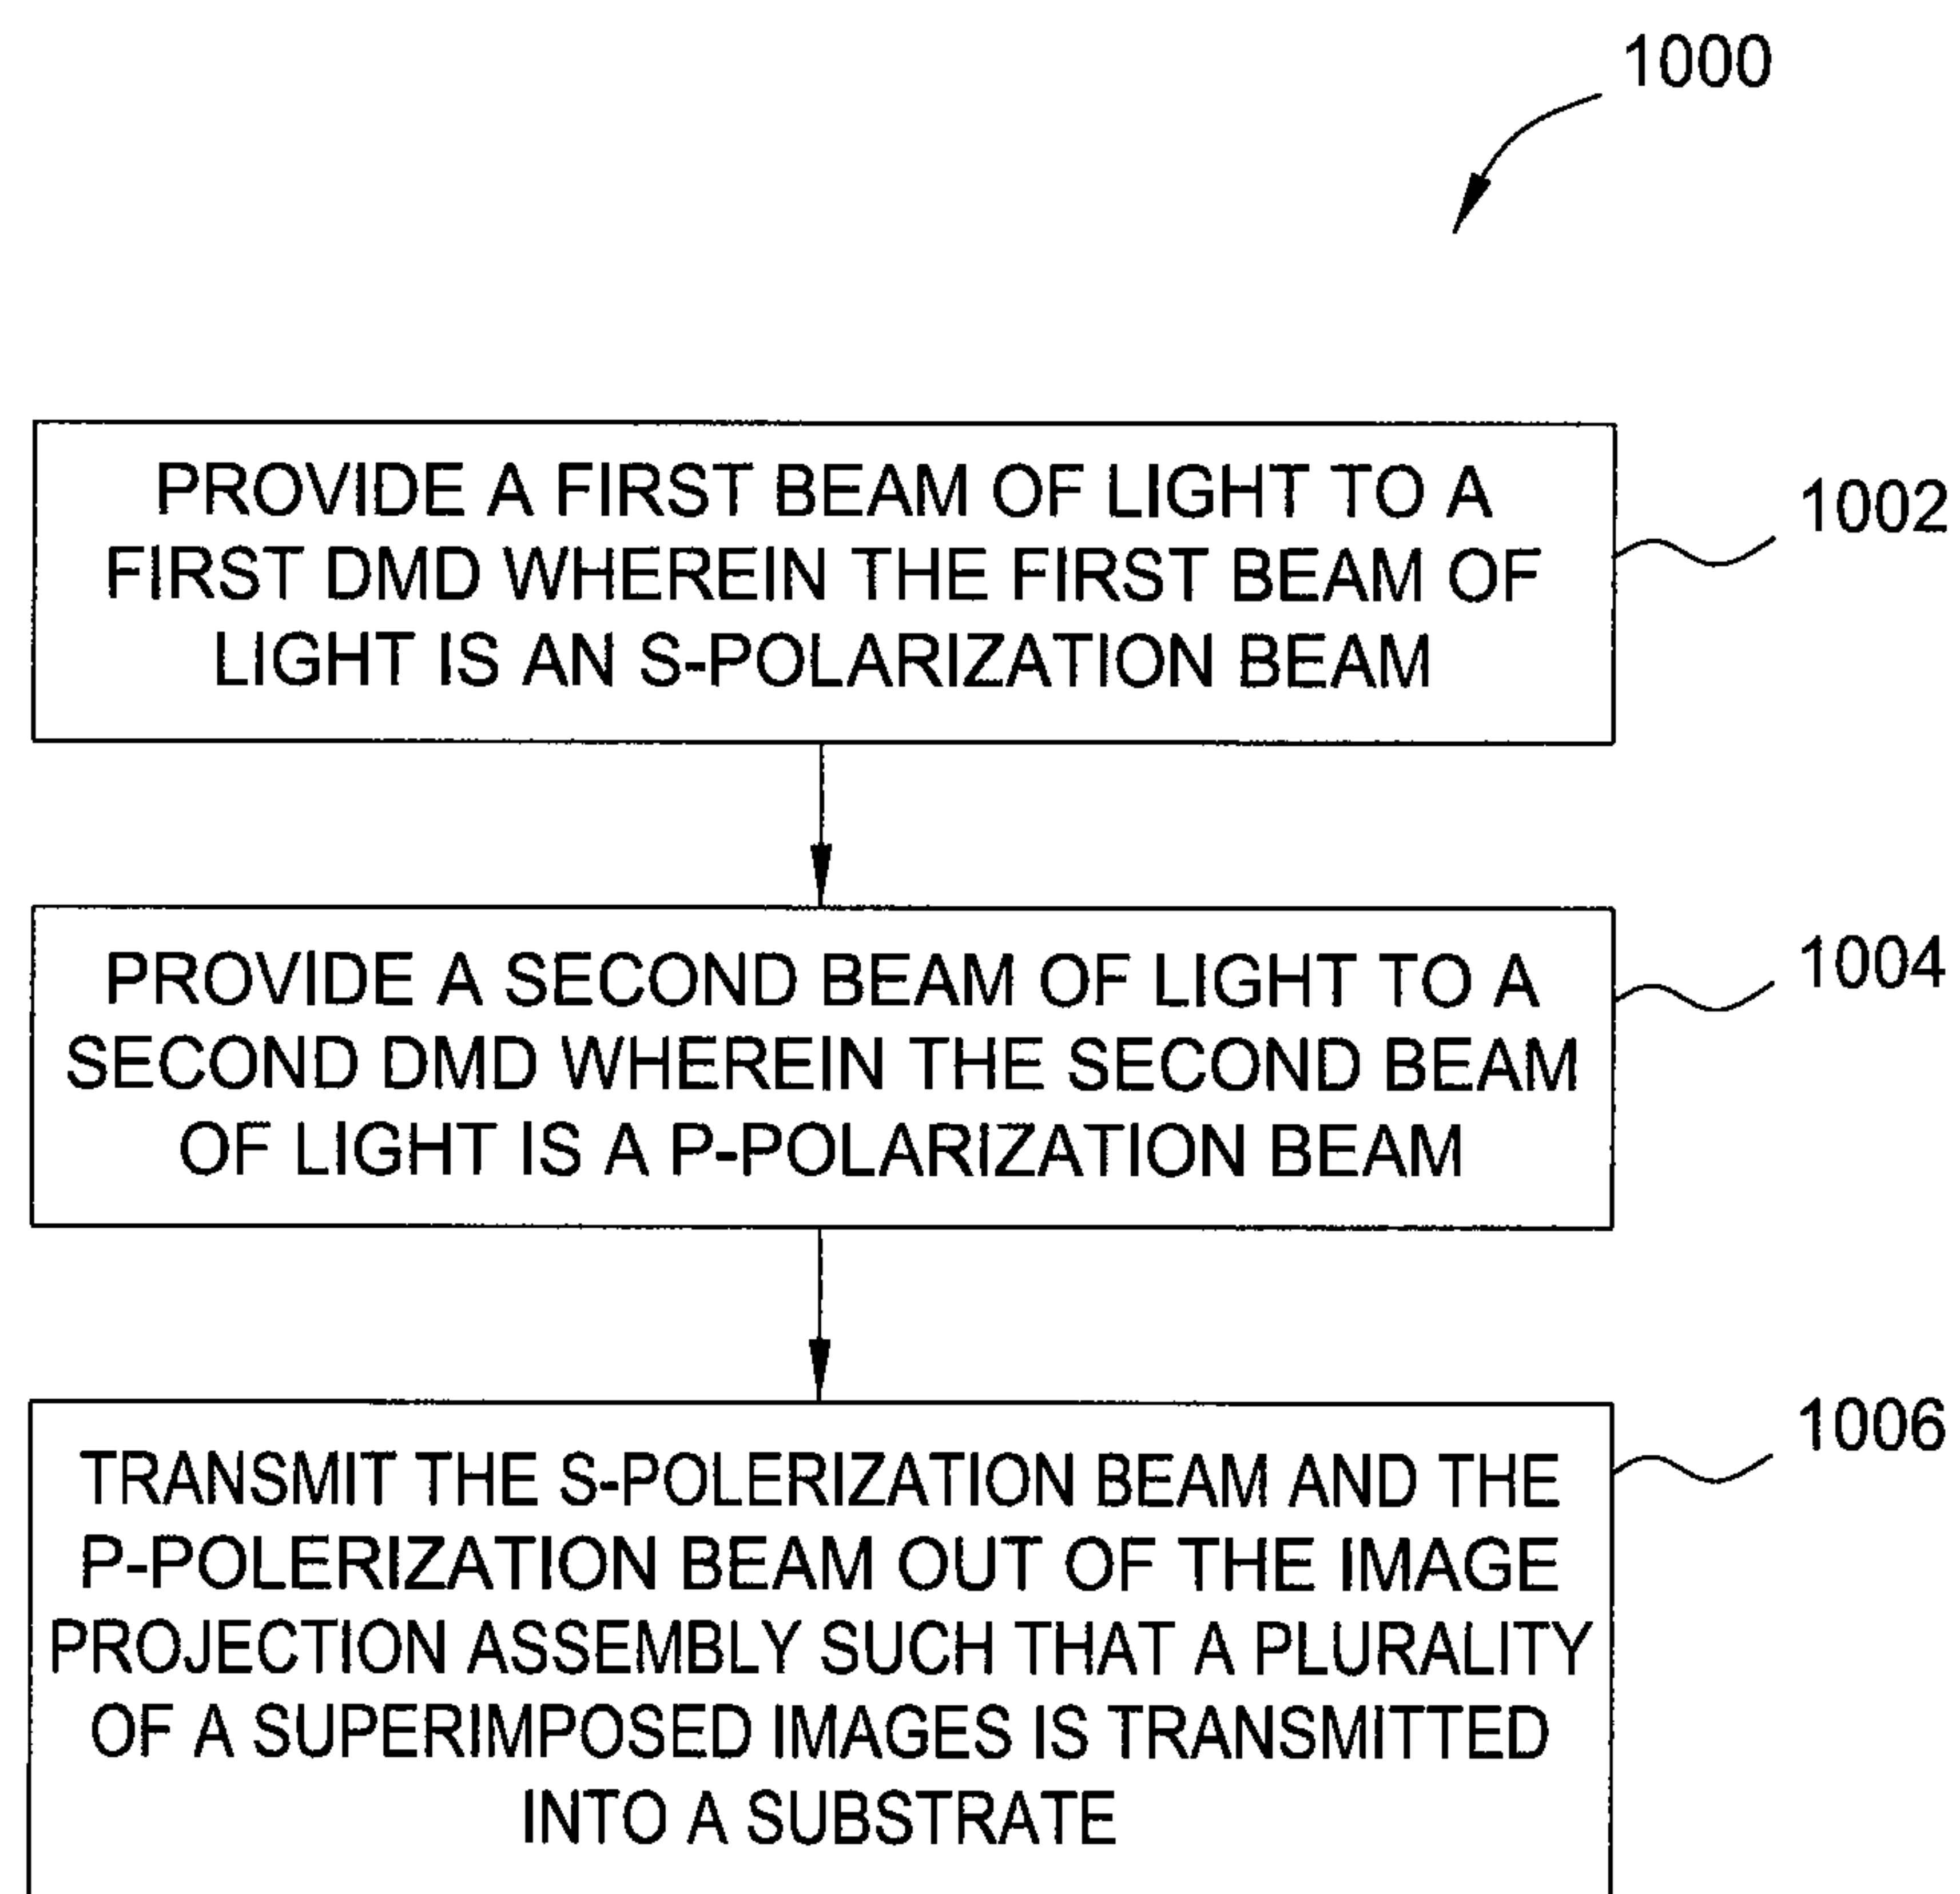 1000
PROVIDE A FIRST BEAM OF LIGHT TO A
FIRST DMD WHEREIN THE FIRST BEAM OF
LIGHT IS AN S-POLARIZATION BEAM
1002
PROVIDE A SECOND BEAM OF LIGHT TO A
SECOND DMD WHEREIN THE SECOND BEAM
OF LIGHT IS A P-POLARIZATION BEAM
1004
TRANSMIT THE S-POLERIZATION BEAM AND THE
P-POLERIZATION BEAM OUT OF THE IMAGE
PROJECTION ASSEMBLY SUCH THAT A PLURALITY
OF A SUPERIMPOSED IMAGES IS TRANSMITTED
INTO A SUBSTRATE
1006